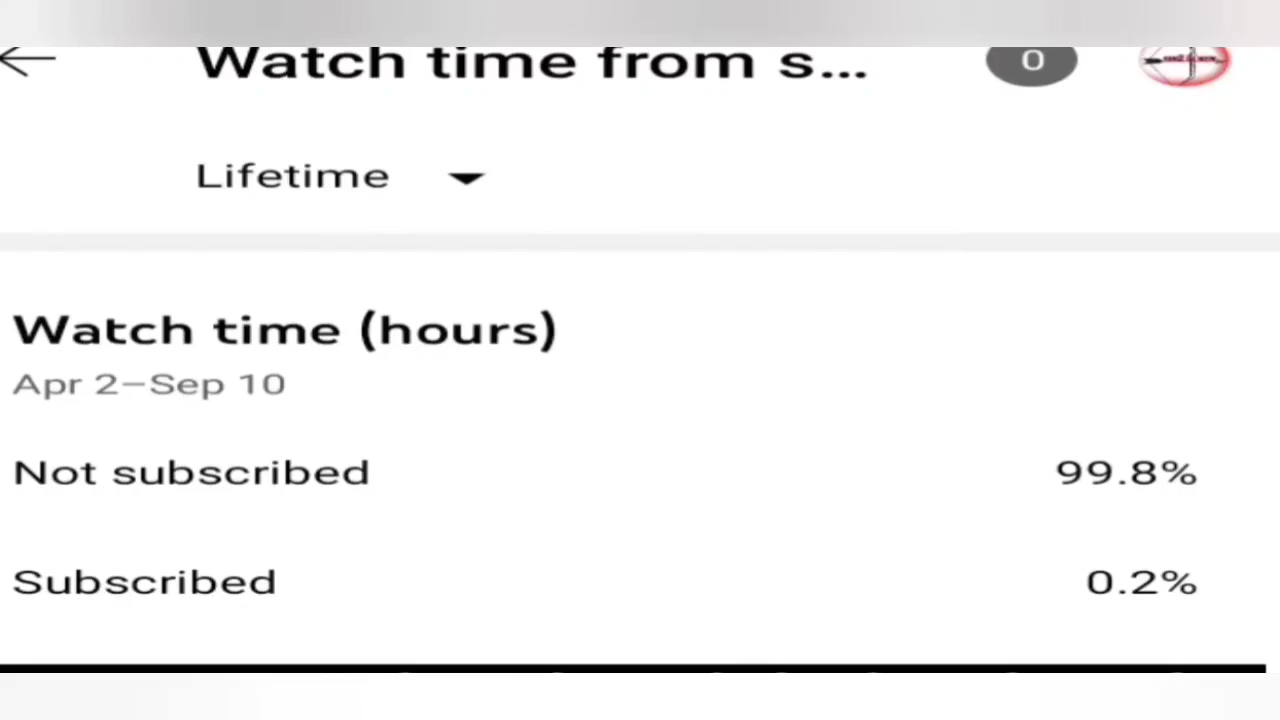 Watch time from s...
0
Lifetime
Watch time (hours)
Apr 2–Sep 10
Not subscribed 99.8%
Subscribed 0.2%